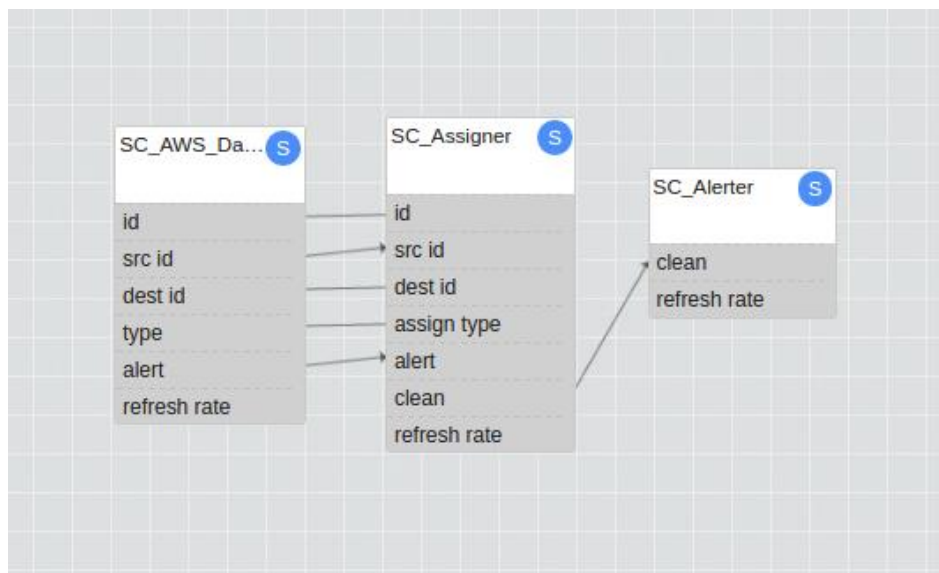 SC_AWS_Da...
S
id
src id
dest id
type
alert
refresh rate
SC_Assigner
S
id
src id
dest id
assign type
alert
clean
refresh rate
SC_Alerter
S
clean
refresh rate